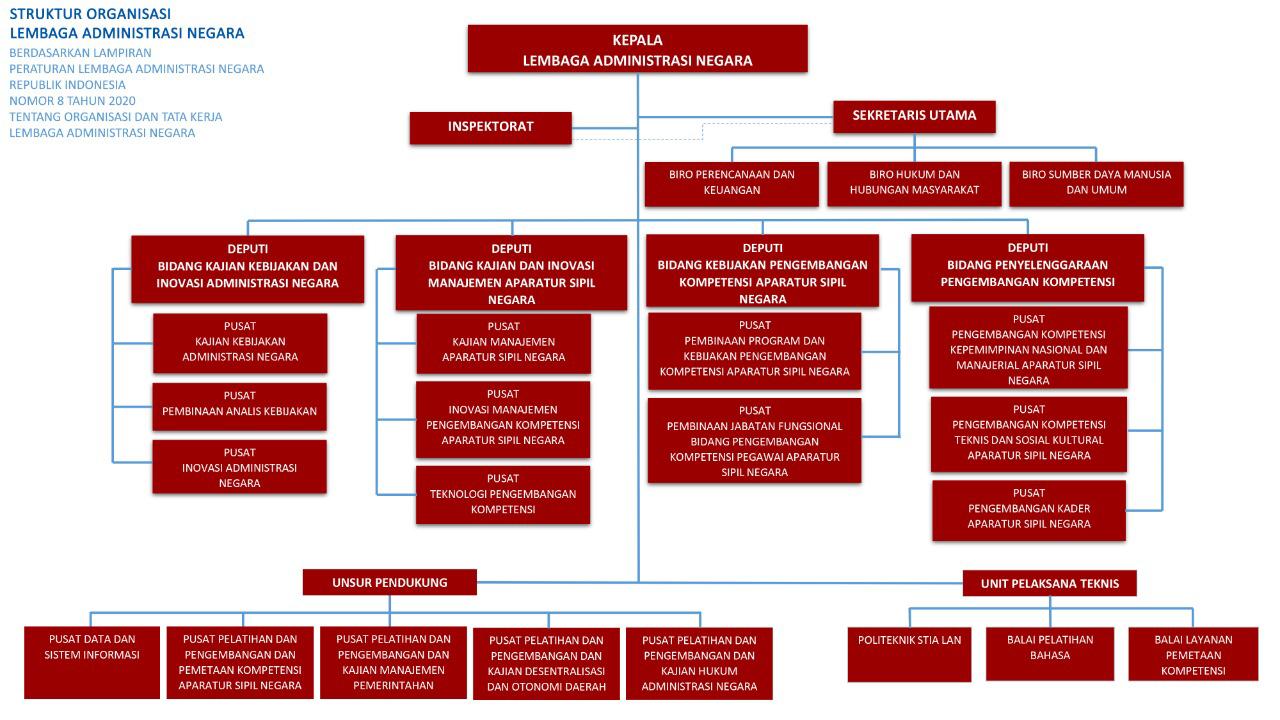 STRUKTUR ORGANISASI
LEMBAGA ADMINISTRASI NEGARA
BERDASARKAN LAMPIRAN
PERATURAN LEMBAGA ADMINISTRASI NEGARA
REPUBLIK INDONESIA
NOMOR 8 TAHUN 2020
TENTANG ORGANISASI DAN TATA KERJA
LEMBAGA ADMINISTRASI NEGARA
KEPALA
LEMBAGA ADMINISTRASI NEGARA
INSPEKTORAT
SEKRETARIS UTAMA
BIRO PERENCANAAN DAN
KEUANGAN
BIRO HUKUM DAN
HUBUNGAN MASYARAKAT
BIRO SUMBER DAYA MANUSIA
DAN UMUM
DEPUTI
BIDANG KAJIAN KEBIJAKAN DAN
INOVASI ADMINISTRASI NEGARA
PUSAT
KAJIAN KEBIJAKAN
ADMINISTRASI NEGARA
PUSAT
PEMBINAAN ANALIS KEBIJAKAN
PUSAT
INOVASI ADMINISTRASI
NEGARA
DEPUTI
BIDANG KAJIAN DAN INOVASI
MANAJEMEN APARATUR SIPIL
NEGARA
PUSAT
KAJIAN MANAJEMEN
APARATUR SIPIL NEGARA
PUSAT
INOVASI MANAJEMEN
PENGEMBANGAN KOMPETENSI
APARATUR SIPIL NEGARA
PUSAT
TEKNOLOGI PENGEMBANGAN
KOMPETENSI
DEPUTI
BIDANG KEBIJAKAN PENGEMBANGAN
KOMPETENSI APARATUR SIPIL
NEGARA
PUSAT
PEMBINAAN PROGRAM DAN
KEBIJAKAN PENGEMBANGAN
KOMPETENSI APARATUR SIPIL NEGARA
PUSAT
PEMBINAAN JABATAN FUNGSIONAL
BIDANG PENGEMBANGAN
KOMPETENSI PEGAWAI APARATUR
SIPIL NEGARA
DEPUTI
BIDANG PENYELENGGARAAN
PENGEMBANGAN KOMPETENSI
PUSAT
PENGEMBANGAN KOMPETENSI
KEPEMIMPINAN NASIONAL DAN
MANAJERIAL APARATUR SIPIL
NEGARA
PUSAT
PENGEMBANGAN KOMPETENSI
TEKNIS DAN SOSIAL KULTURAL
APARATUR SIPIL NEGARA
PUSAT
PENGEMBANGAN KADER
APARATUR SIPIL NEGARA
UNSUR PENDUKUNG
PUSAT DATA DAN
SISTEM INFORMASI
PUSAT PELATIHAN DAN
PENGEMBANGAN DAN
PEMETAAN KOMPETENSI
APARATUR SIPIL NEGARA
PUSAT PELATIHAN DAN
PENGEMBANGAN DAN
KAJIAN MANAJEMEN
PEMERINTAHAN
PUSAT PELATIHAN DAN
PENGEMBANGAN DAN
KAJIAN DESENTRALISASI
DAN OTONOMI DAERAH
PUSAT PELATIHAN DAN
PENGEMBANGAN DAN
KAJIAN HUKUM
ADMINISTRASI NEGARA
UNIT PELAKSANA TEKNIS
POLITEKNIK STIA LAN
BALAI PELATIHAN
BAHASA
BALAI LAYANAN
PEMETAAN
KOMPETENSI